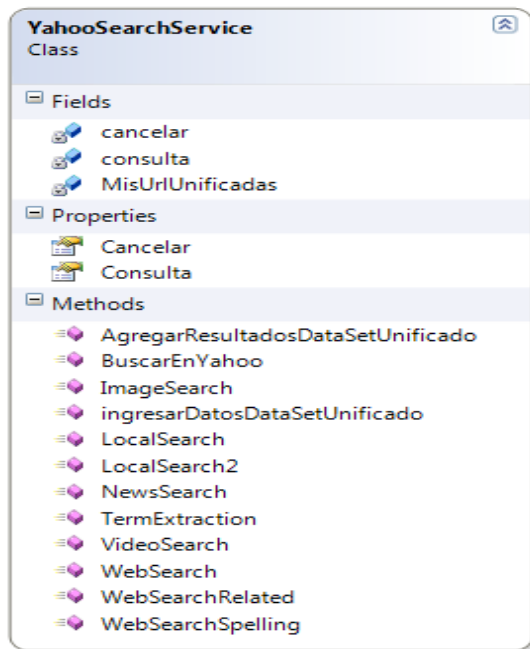 YahooSearchService
Class
Fields
cancelar
consulta
MisUrlUnificadas
Properties
Cancelar
Consulta
Methods
AgregarResultadosDataSetUnificado
BuscarEnYahoo
ImageSearch
ingresarDatosDataSetUnificado
LocalSearch
LocalSearch2
NewsSearch
TermExtraction
VideoSearch
WebSearch
WebSearchRelated
WebSearchSpelling